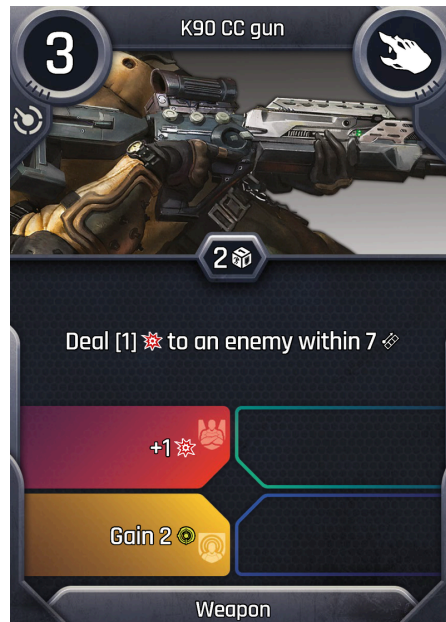 K90 CC gun
3
2
Deal [1] to an enemy within 7
+1
Gain 2
Weapon